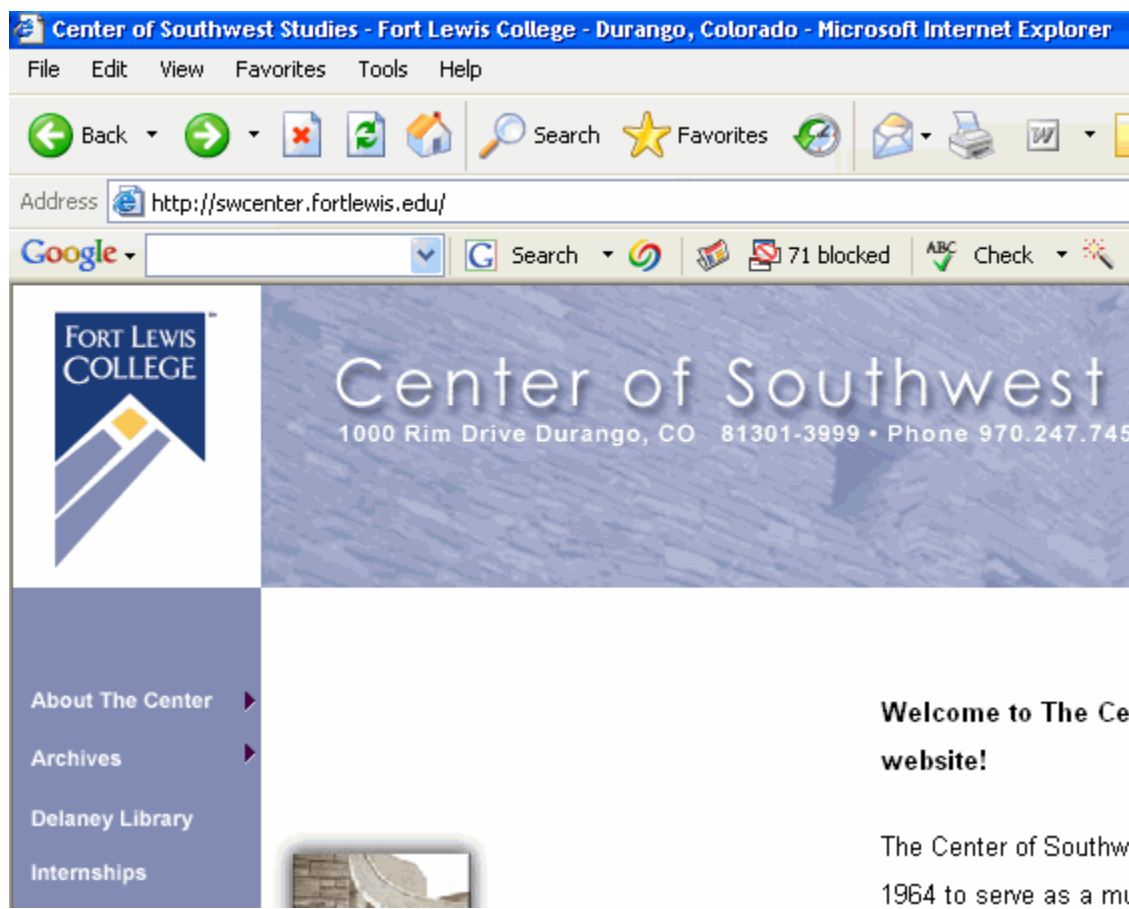 Center of Southwest Studies - Fort Lewis College - Durango, Colorado - Microsoft Internet Explorer
File Edit View Favorites Tools Help
Back Search Favorites W
Address http://swcenter.fortlewis.edu/
Google G Search 71 blocked ABC Check
FORT LEWIS
COLLEGE
Center of Southwest
1000 Rim Drive Durango, CO 81301-3999 • Phone 970.247.745
About The Center
Archives
Delaney Library
Internships
Welcome to The Ce
website!
The Center of Southw
1964 to serve as a mu